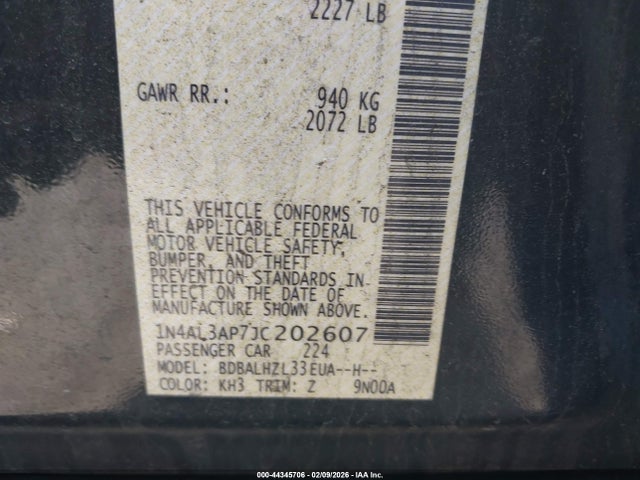 2227 LB
GAWR RR.: 940 KG
2072 LB
THIS VEHICLE CONFORMS TO
ALL APPLICABLE FEDERAL
MOTOR VEHICLE SAFETY,
BUMPER, AND THEFT
PREVENTION STANDARDS IN
EFFECT ON THE DATE OF
MANUFACTURE SHOWN ABOVE.
1N4AL3AP7JC202607
PASSENGER CAR 224
MODEL: BDBALHZL33EUA--H--
COLOR: KH3 TRIM: Z 9N00A
000-44345706 - 02/09/2026 - IAA Inc.